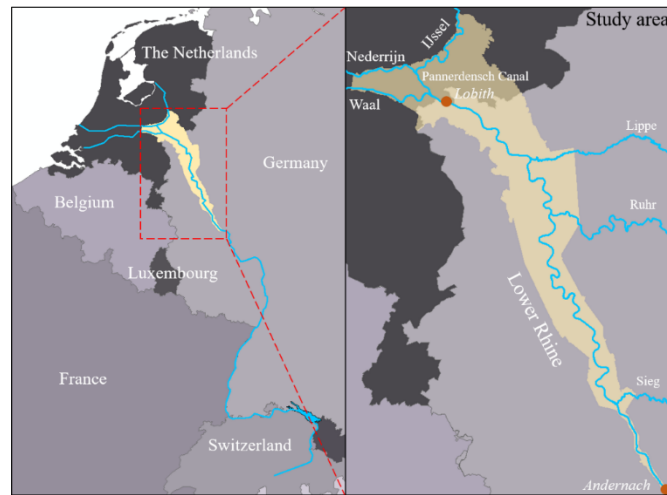 The Netherlands
Germany
Belgium
Luxembourg
France
Switzerland
Study area
IJssel
Nederrijn
Pannerdensch Canal
Waal
Lobith
Lippe
Ruhr
Lower Rhine
Sieg
Andernach